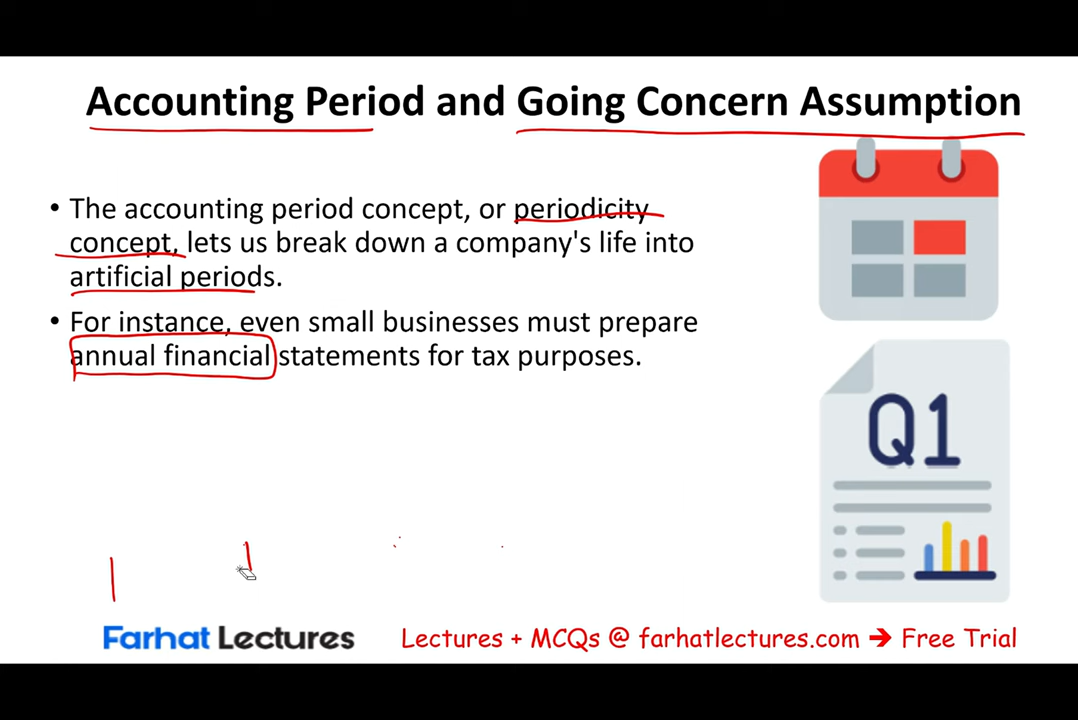 Accounting Period and Going Concern Assumption
• The accounting period concept, or periodicity
concept, lets us break down a company's life into
artificial periods.
• For instance, even small businesses must prepare
annual financial statements for tax purposes.
Q1
Farhat Lectures
Lectures + MCQs @ farhatlectures.com ➔ Free Trial